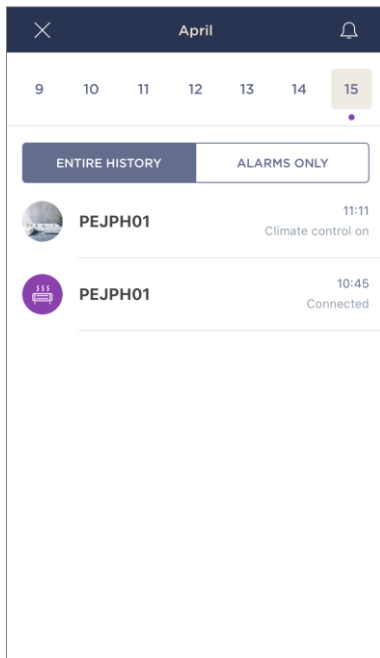 April
9 10 11 12 13 14 15
ENTIRE HISTORY ALARMS ONLY
PEJPH01 11:11
Climate control on
PEJPH01 10:45
Connected